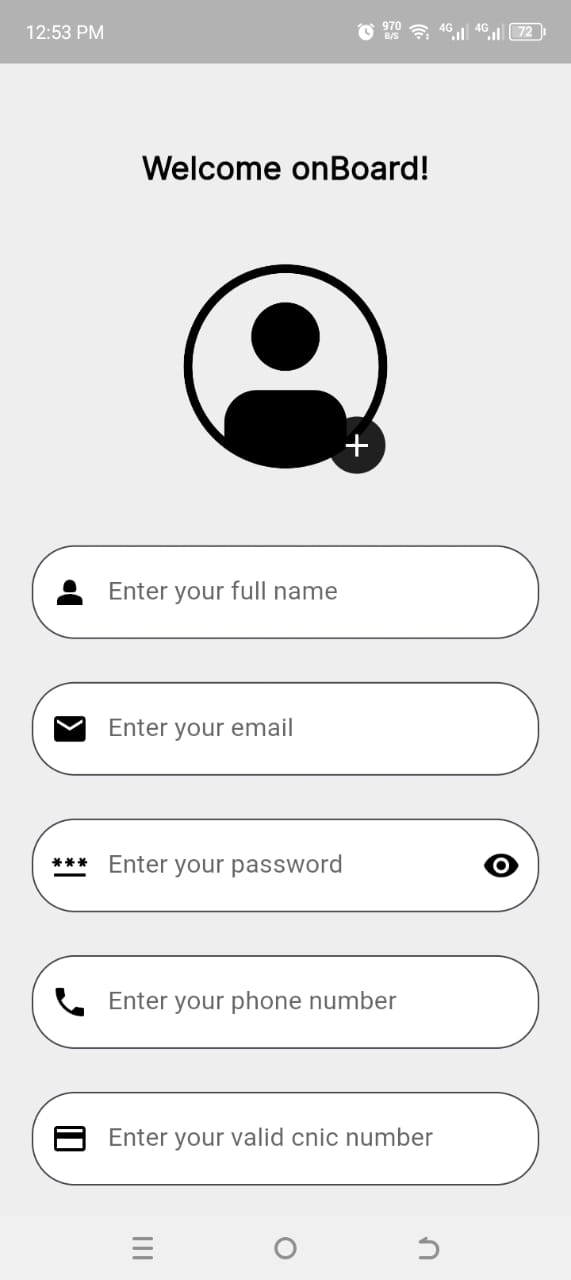 12:53 PM
970
B/S
4G
4G
72
Welcome onBoard!
Enter your full name
Enter your email
*** Enter your password
Enter your phone number
Enter your valid cnic number